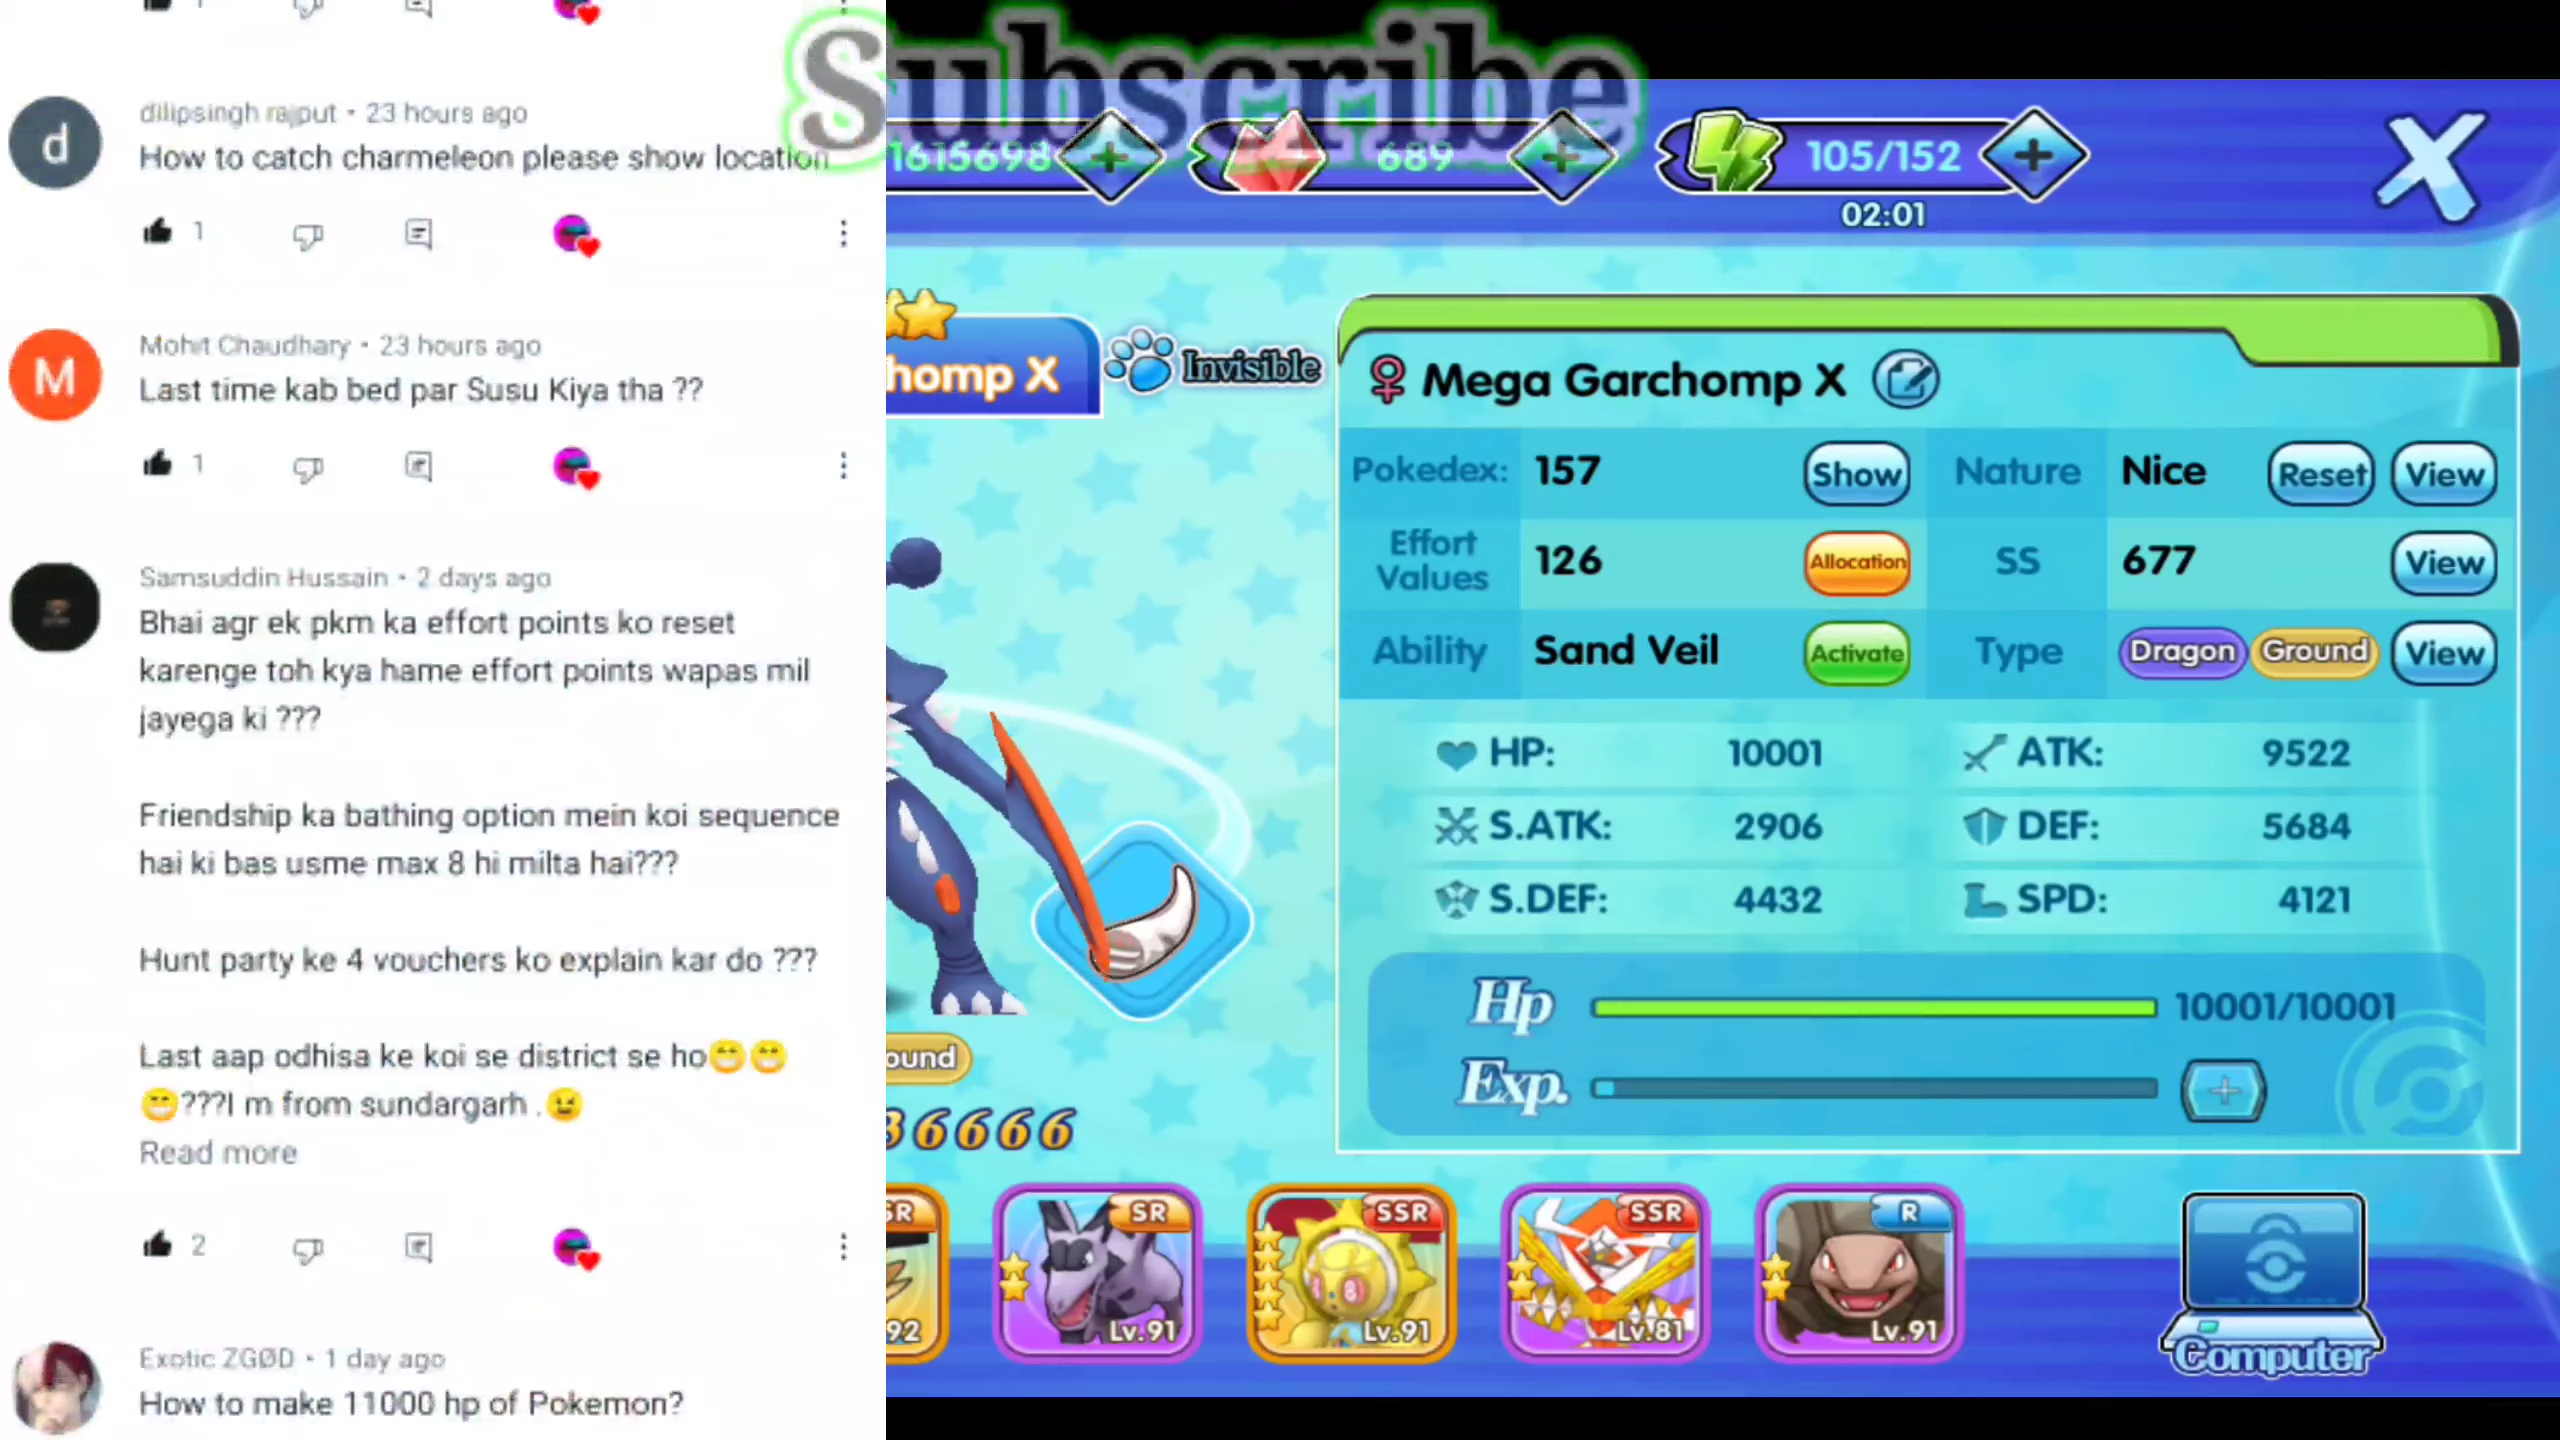 Subscribe
dilipsingh rajput • 23 hours ago
How to catch charmeleon please show location
1
Mohit Chaudhary • 23 hours ago
Last time kab bed par Susu Kiya tha ??
1
Samsuddin Hussain • 2 days ago
Bhai agr ek pkm ka effort points ko reset
karenge toh kya hame effort points wapas mil
jayega ki ???
Friendship ka bathing option mein koi sequence
hai ki bas usme max 8 hi milta hai???
Hunt party ke 4 vouchers ko explain kar do ???
Last aap odhisa ke koi se district se ho😁😁
😁???I m from sundargarh .😉
Read more
2
Exotic ZGØD • 1 day ago
How to make 11000 hp of Pokemon?
1615698
689
105/152
02:01
homp X
Invisible
Mega Garchomp X
Pokedex: 157 Show Nature Nice Reset View
Effort Values 126 Allocation SS 677 View
Ability Sand Veil Activate Type Dragon Ground View
HP: 10001 ATK: 9522
S.ATK: 2906 DEF: 5684
S.DEF: 4432 SPD: 4121
Hp 10001/10001
Exp.
ound
36666
SR
92
SR
Lv.91
SSR
Lv.91
SSR
Lv.81
R
Lv.91
Computer